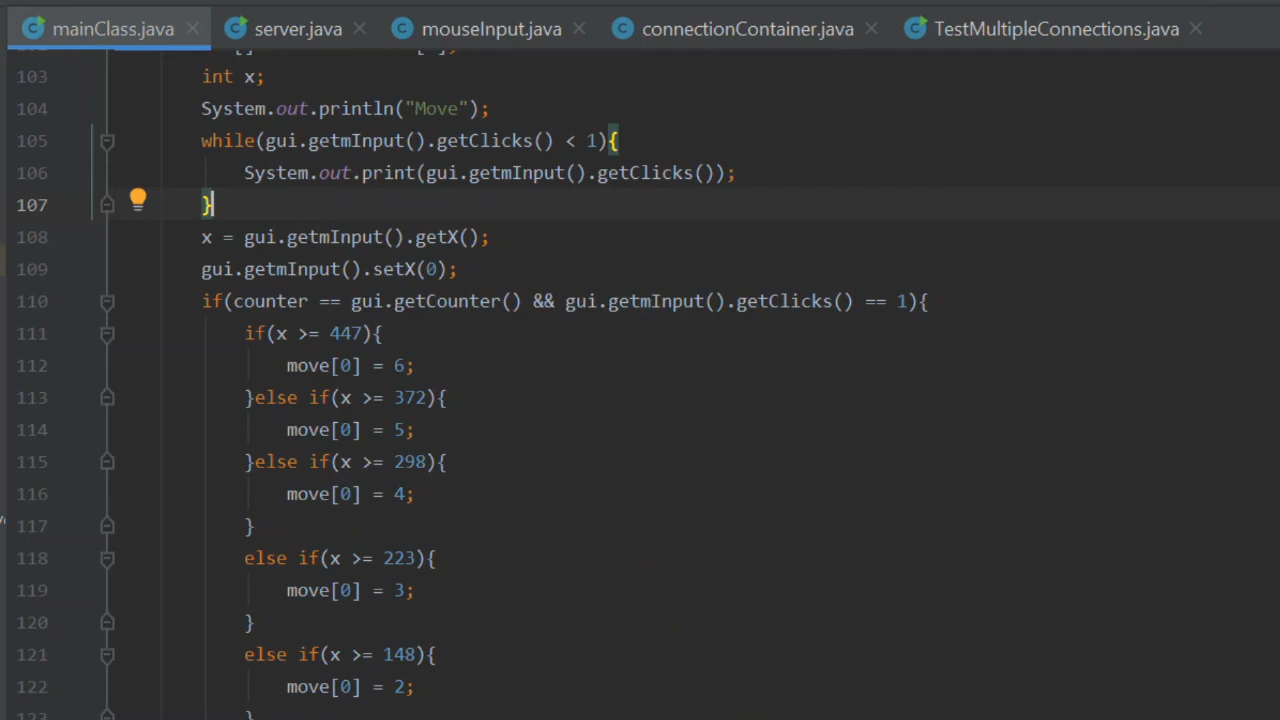 mainClass.java server.java mouseInput.java connectionContainer.java TestMultipleConnections.java
103 int x;
104 System.out.println("Move");
105 while(gui.getmInput().getClicks() < 1){
106 System.out.print(gui.getmInput().getClicks());
107 }
108 x = gui.getmInput().getX();
109 gui.getmInput().setX(0);
110 if(counter == gui.getCounter() && gui.getmInput().getClicks() == 1){
111 if(x >= 447){
112 move[0] = 6;
113 }else if(x >= 372){
114 move[0] = 5;
115 }else if(x >= 298){
116 move[0] = 4;
117 }
118 else if(x >= 223){
119 move[0] = 3;
120 }
121 else if(x >= 148){
122 move[0] = 2;
123 }